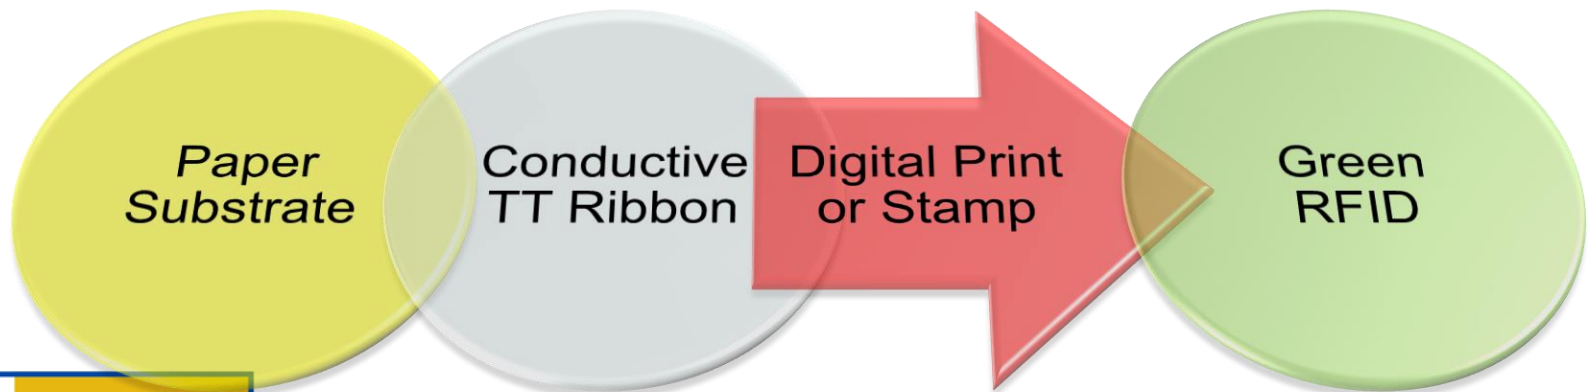 Paper
Substrate
Conductive
TT Ribbon
Digital Print
or Stamp
Green
RFID